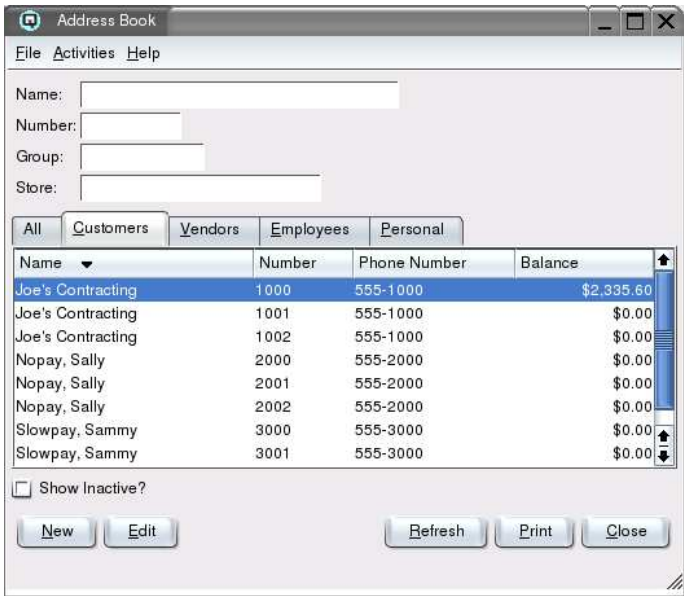 Address Book
File Activities Help
Name:
Number:
Group:
Store:
All Customers Vendors Employees Personal
Name Number Phone Number Balance
Joe's Contracting 1000 555-1000 $2,335.60
Joe's Contracting 1001 555-1000 $0.00
Joe's Contracting 1002 555-1000 $0.00
Nopay, Sally 2000 555-2000 $0.00
Nopay, Sally 2001 555-2000 $0.00
Nopay, Sally 2002 555-2000 $0.00
Slowpay, Sammy 3000 555-3000 $0.00
Slowpay, Sammy 3001 555-3000 $0.00
Show Inactive?
New Edit Refresh Print Close